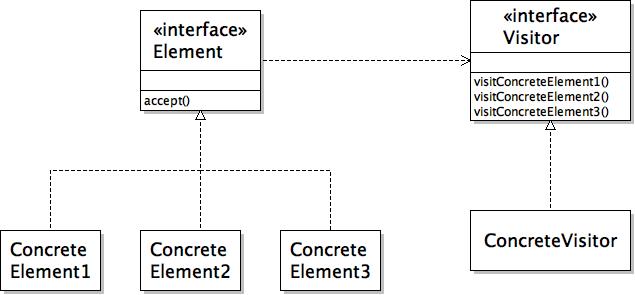 «interface»
Element
accept()
«interface»
Visitor
visitConcreteElement1()
visitConcreteElement2()
visitConcreteElement3()
Concrete
Element1
Concrete
Element2
Concrete
Element3
ConcreteVisitor